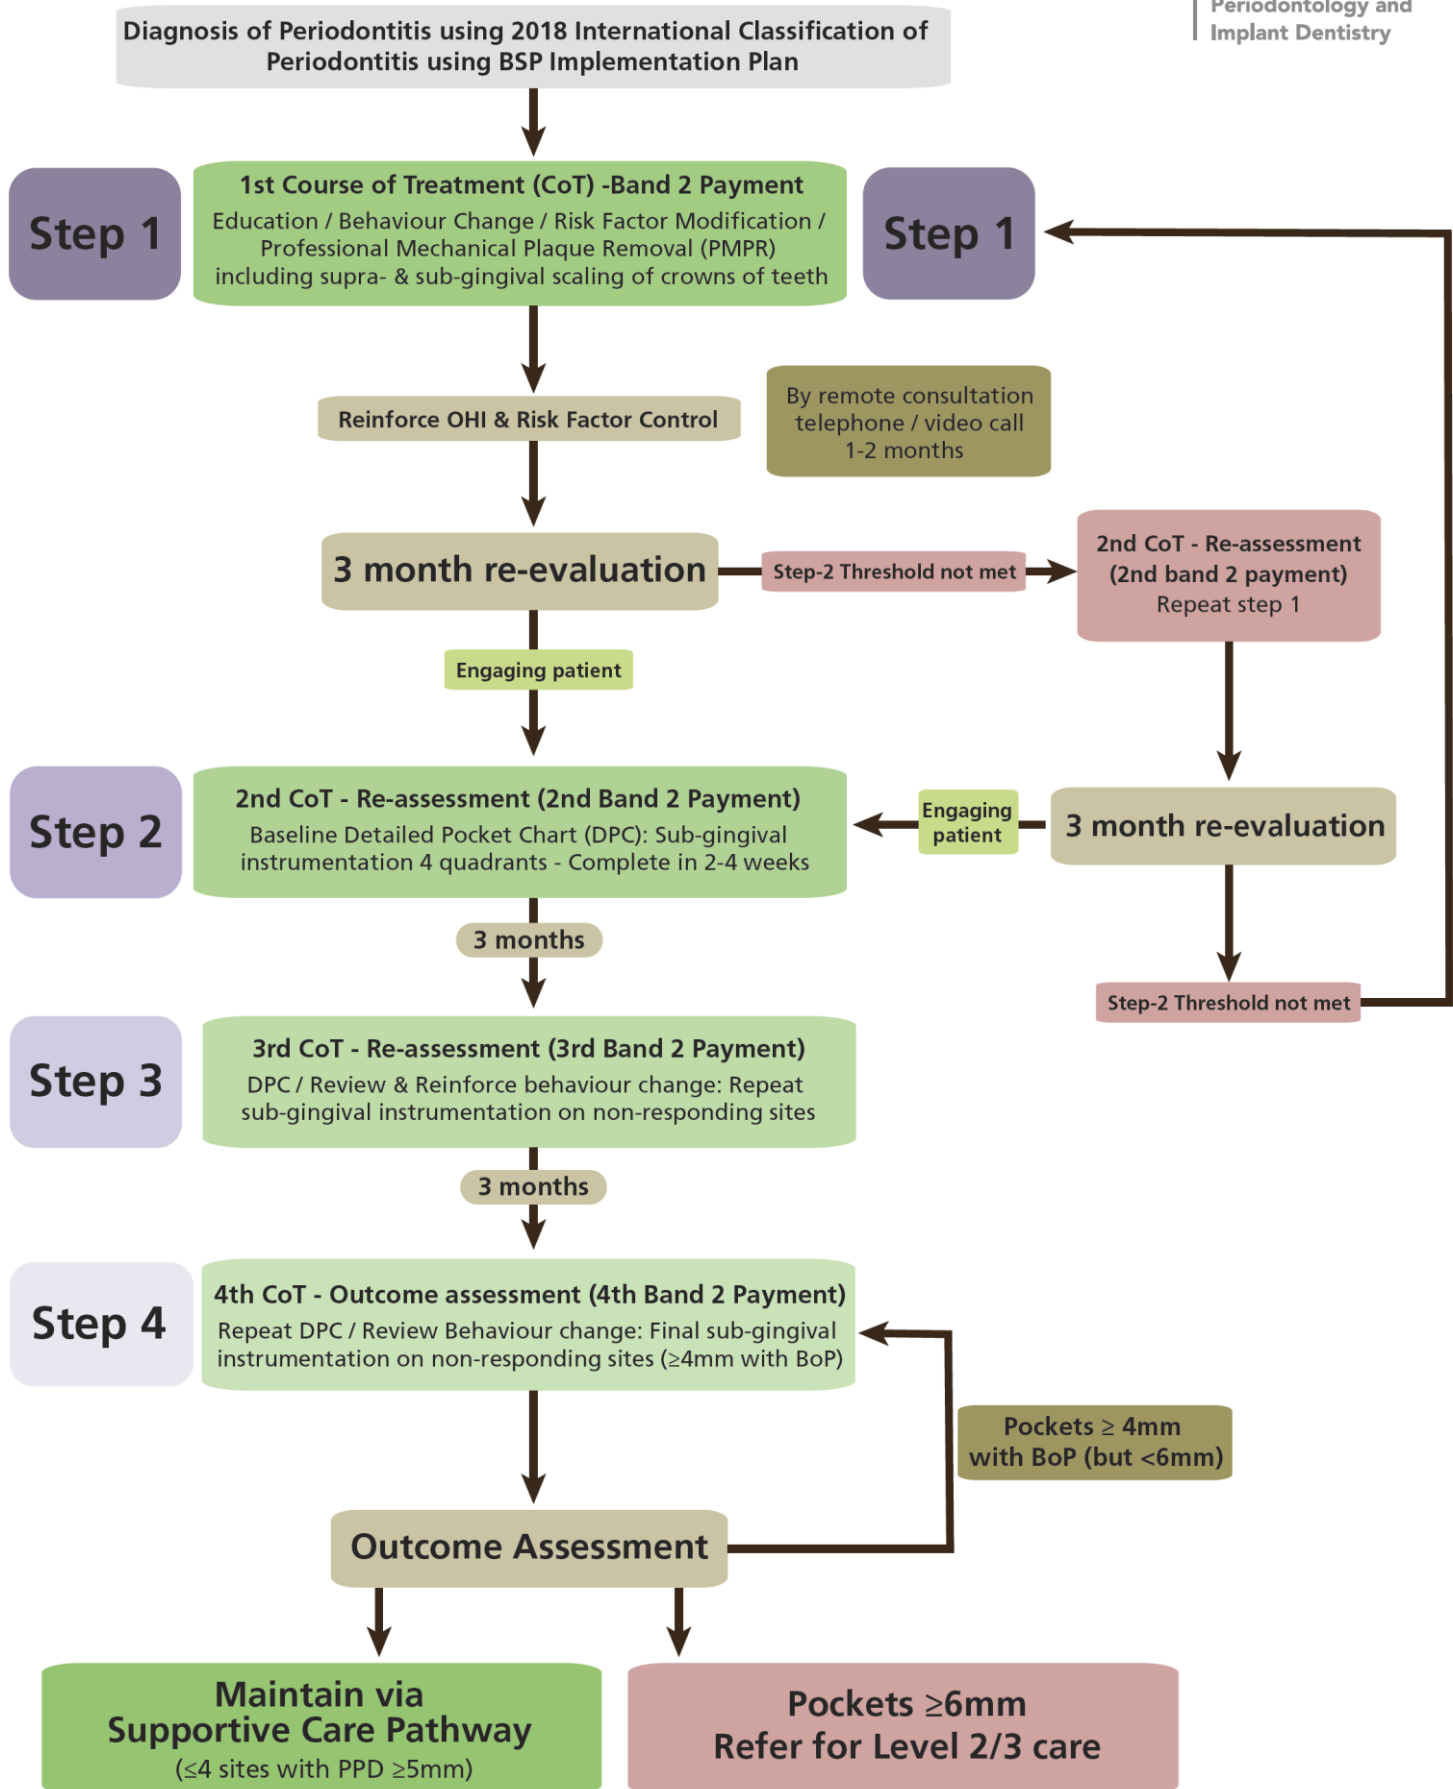 Periodontology and
Implant Dentistry
Diagnosis of Periodontitis using 2018 International Classification of
Periodontitis using BSP Implementation Plan
Step 1
1st Course of Treatment (CoT) -Band 2 Payment
Education / Behaviour Change / Risk Factor Modification /
Professional Mechanical Plaque Removal (PMPR)
including supra- & sub-gingival scaling of crowns of teeth
Step 1
Reinforce OHI & Risk Factor Control
By remote consultation
telephone / video call
1-2 months
3 month re-evaluation
Step-2 Threshold not met
2nd CoT - Re-assessment
(2nd band 2 payment)
Repeat step 1
Engaging patient
Step 2
2nd CoT - Re-assessment (2nd Band 2 Payment)
Baseline Detailed Pocket Chart (DPC): Sub-gingival
instrumentation 4 quadrants - Complete in 2-4 weeks
Engaging
patient
3 month re-evaluation
3 months
Step-2 Threshold not met
Step 3
3rd CoT - Re-assessment (3rd Band 2 Payment)
DPC / Review & Reinforce behaviour change: Repeat
sub-gingival instrumentation on non-responding sites
3 months
Step 4
4th CoT - Outcome assessment (4th Band 2 Payment)
Repeat DPC / Review Behaviour change: Final sub-gingival
instrumentation on non-responding sites (≥4mm with BoP)
Pockets ≥ 4mm
with BoP (but <6mm)
Outcome Assessment
Maintain via
Supportive Care Pathway
(≤4 sites with PPD ≥5mm)
Pockets ≥6mm
Refer for Level 2/3 care